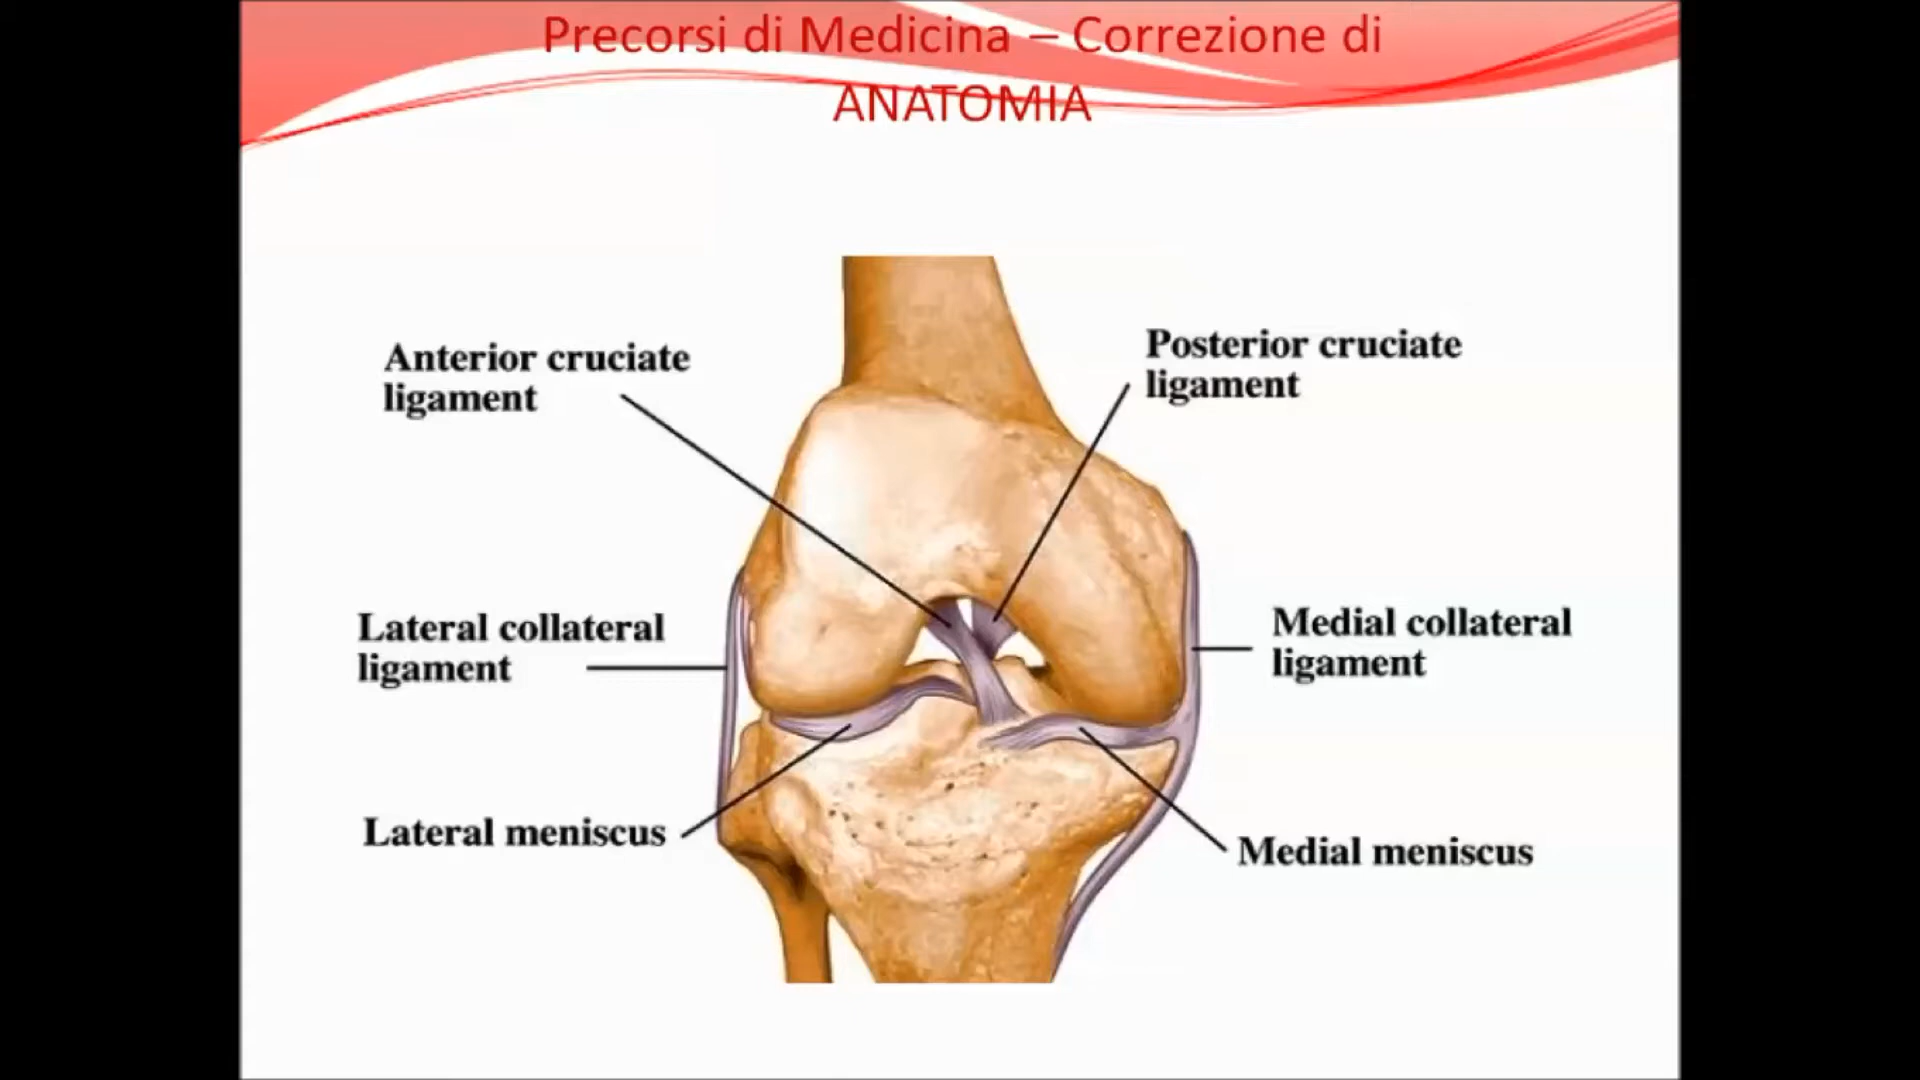 Precorsi di Medicina – Correzione di
ANATOMIA
Anterior cruciate
ligament
Posterior cruciate
ligament
Lateral collateral
ligament
Medial collateral
ligament
Lateral meniscus
Medial meniscus